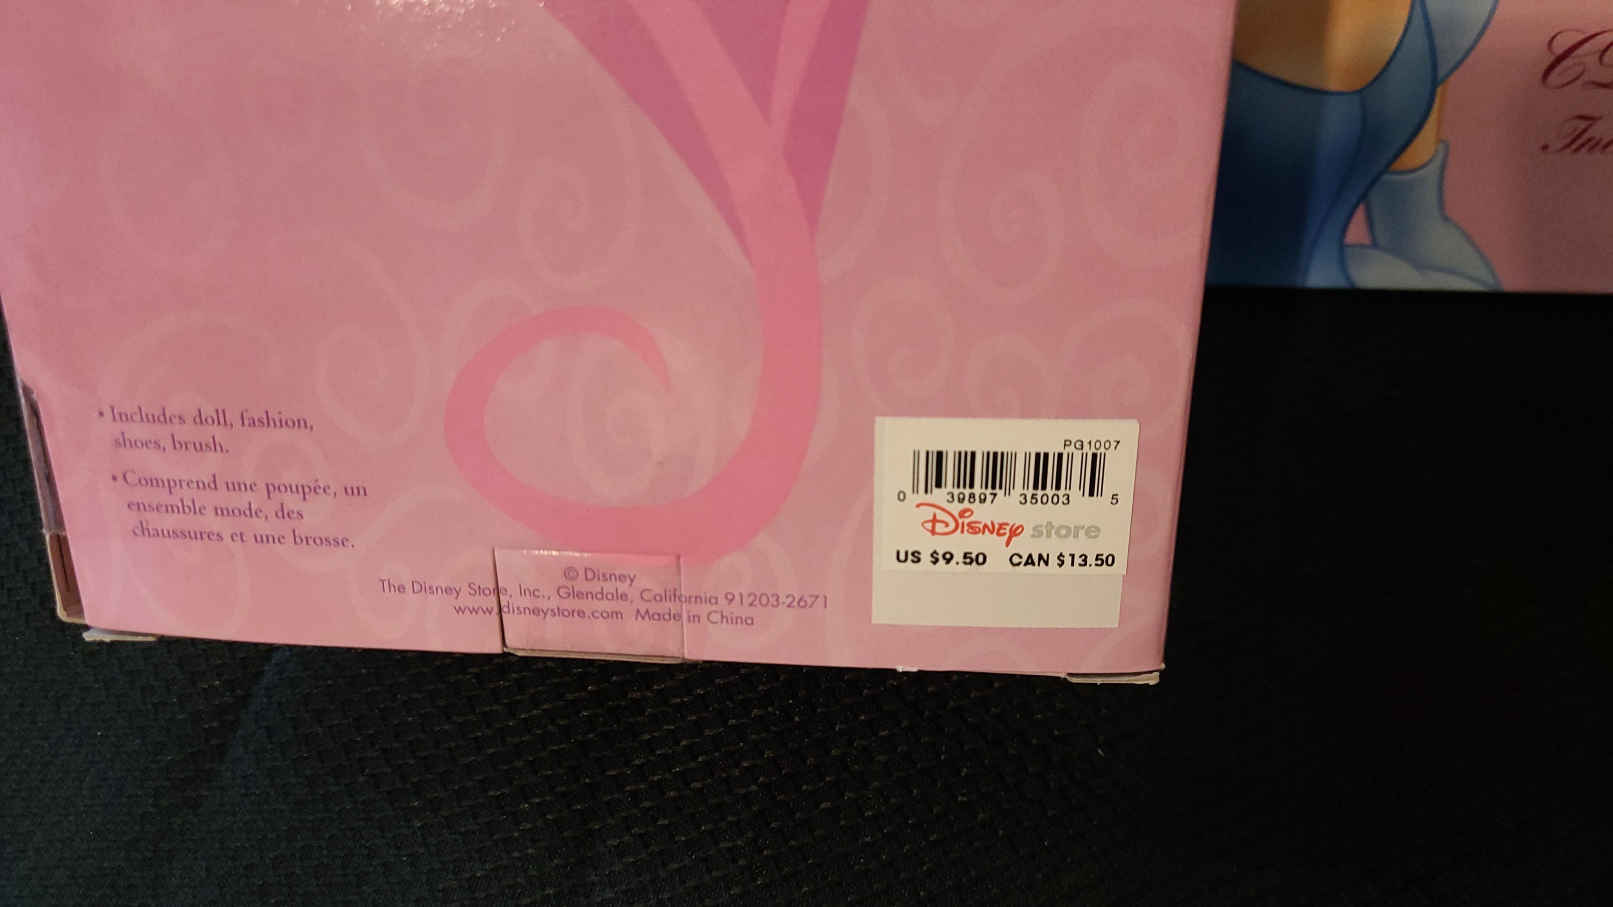 • Includes doll, fashion,
shoes, brush.
• Comprend une poupée, un
ensemble mode, des
chaussures et une brosse.
© Disney
The Disney Store, Inc., Glendale, California 91203-2671
www.disneystore.com Made in China
PG1007
0 39897 35003 5
Disney store
US $9.50 CAN $13.50